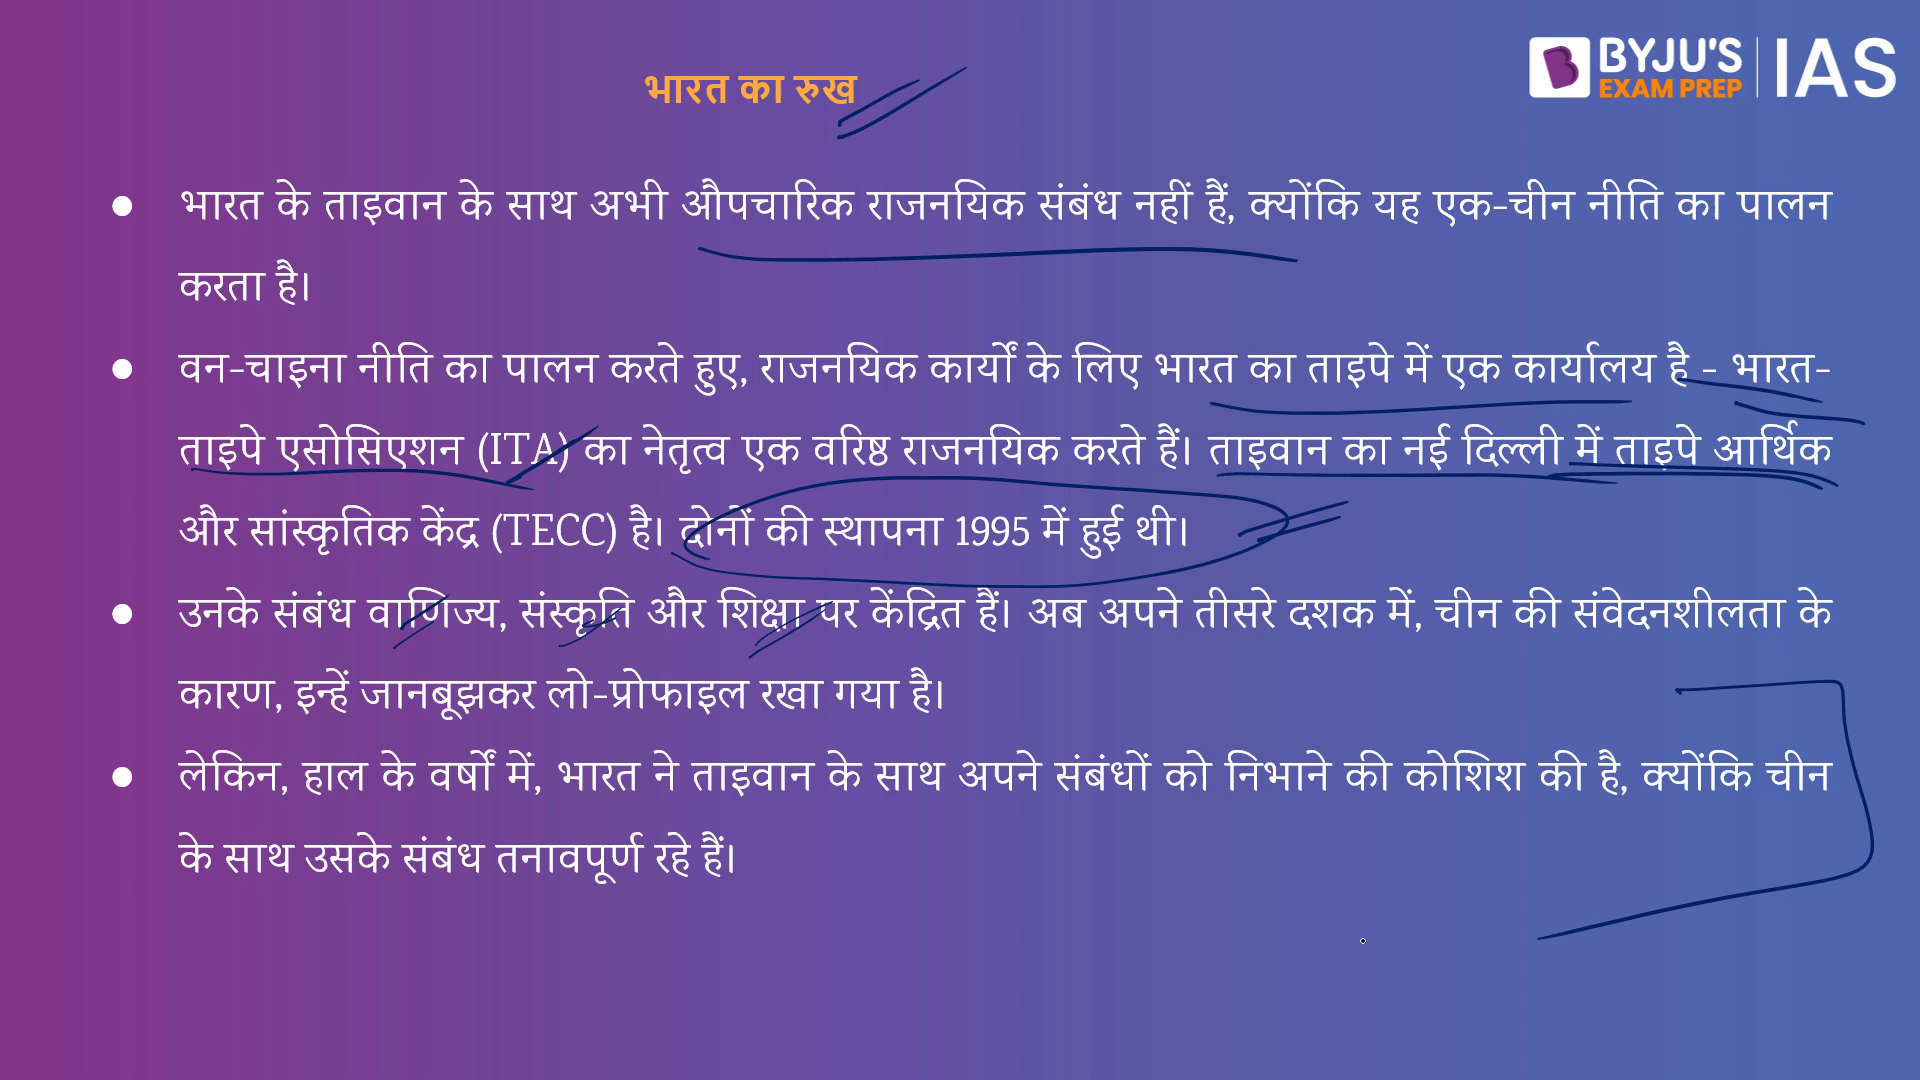 भारत का रुख
BYJU'S
EXAM PREP
IAS
● भारत के ताइवान के साथ अभी औपचारिक राजनयिक संबंध नहीं हैं, क्योंकि यह एक-चीन नीति का पालन
करता है।
● वन-चाइना नीति का पालन करते हुए, राजनयिक कार्यों के लिए भारत का ताइपे में एक कार्यालय है - भारत-
ताइपे एसोसिएशन (ITA) का नेतृत्व एक वरिष्ठ राजनयिक करते हैं। ताइवान का नई दिल्ली में ताइपे आर्थिक
और सांस्कृतिक केंद्र (TECC) है। दोनों की स्थापना 1995 में हुई थी।
● उनके संबंध वाणिज्य, संस्कृति और शिक्षा पर केंद्रित हैं। अब अपने तीसरे दशक में, चीन की संवेदनशीलता के
कारण, इन्हें जानबूझकर लो-प्रोफाइल रखा गया है।
● लेकिन, हाल के वर्षों में, भारत ने ताइवान के साथ अपने संबंधों को निभाने की कोशिश की है, क्योंकि चीन
के साथ उसके संबंध तनावपूर्ण रहे हैं।